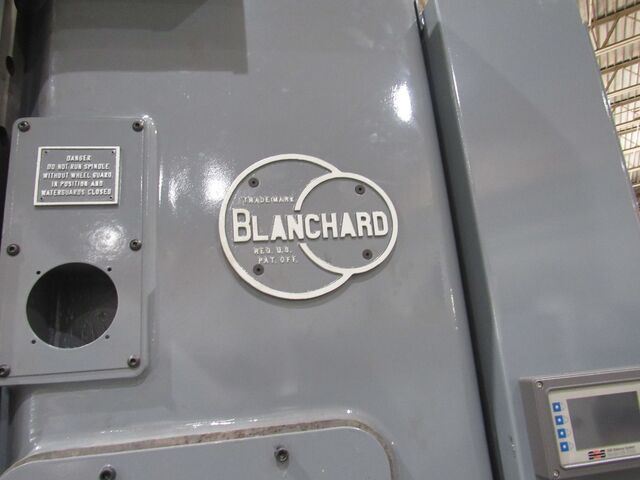 DANGER
DO NOT RUN SPINDLE
WITHOUT WHEEL GUARD
IN POSITION AND
WATERGUARDS CLOSED
TRADEMARK
BLANCHARD
REG. U.S.
PAT. OFF.